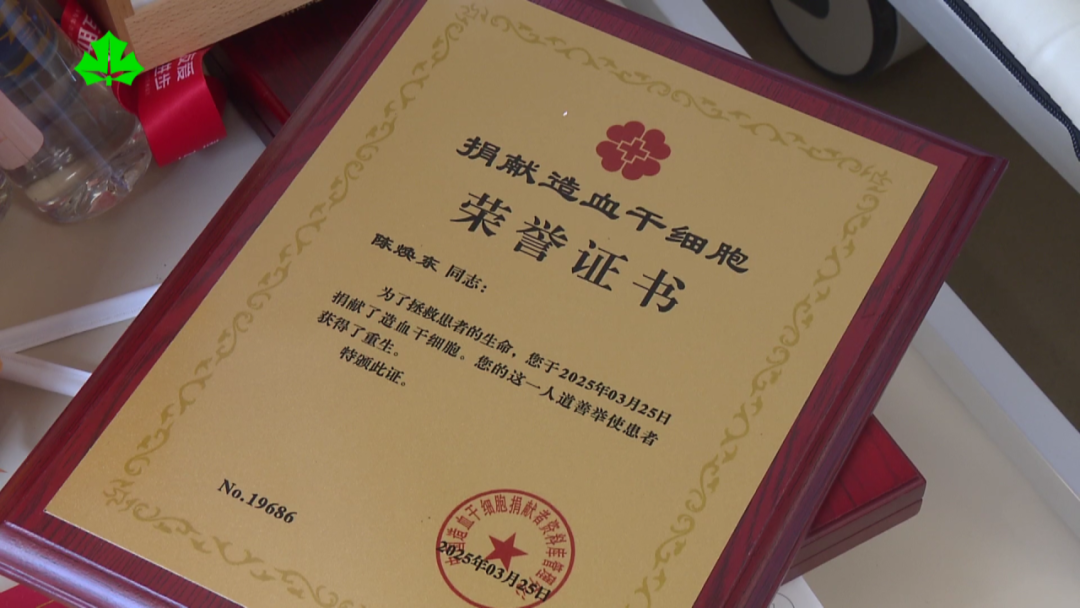 捐献造血干细胞
荣誉证书
陈焕东 同志：
为了拯救患者的生命，您于2025年03月25日
捐献了造血干细胞。您的这一人道善举使患者
获得了重生。
特颁此证。
No.19686
2025年03月25日